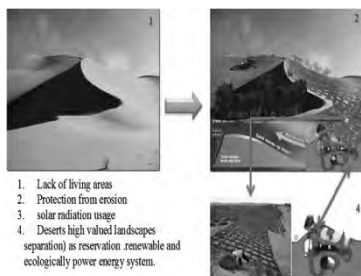 1
2
4
1. Lack of living areas
2. Protection from erosion
3. solar radiation usage
4. Deserts high valued landscapes
separation) as reservation .renewable and
ecologically power energy system.